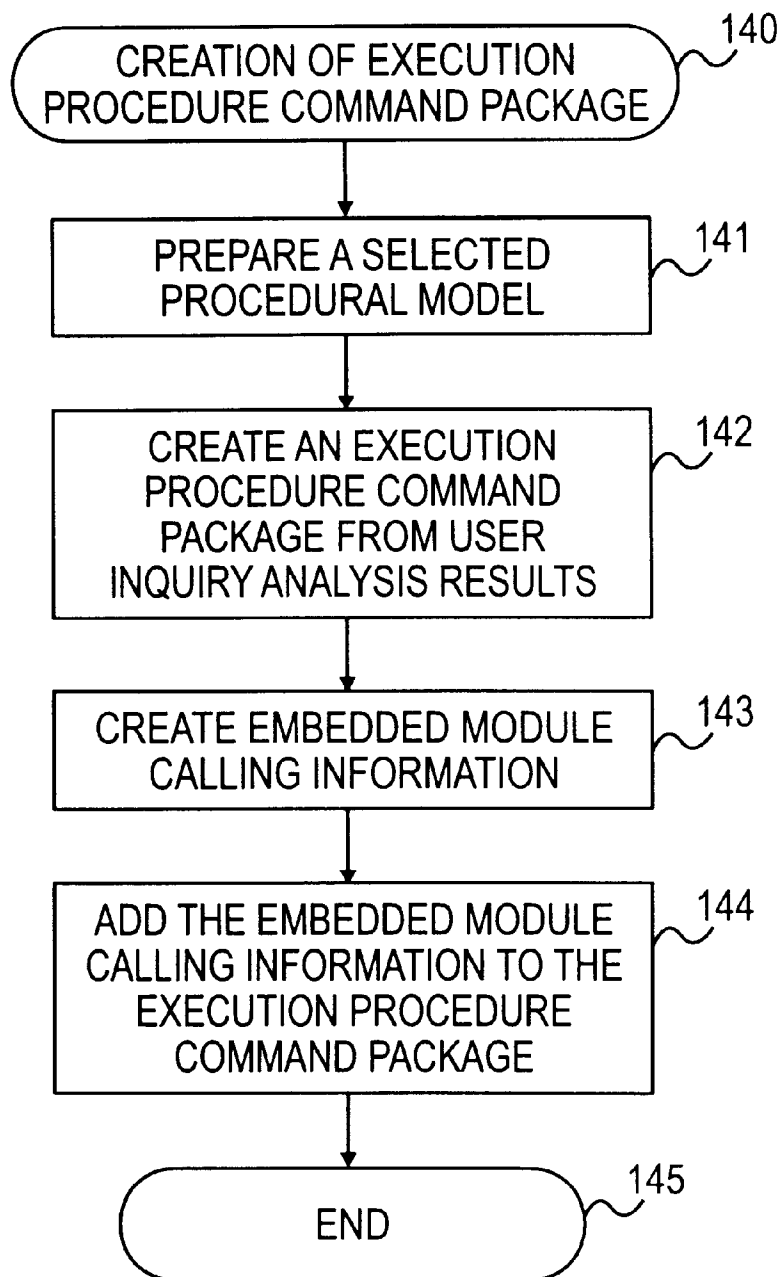 CREATION OF EXECUTION
PROCEDURE COMMAND PACKAGE
140
PREPARE A SELECTED
PROCEDURAL MODEL
141
CREATE AN EXECUTION
PROCEDURE COMMAND
PACKAGE FROM USER
INQUIRY ANALYSIS RESULTS
142
CREATE EMBEDDED MODULE
CALLING INFORMATION
143
ADD THE EMBEDDED MODULE
CALLING INFORMATION TO THE
EXECUTION PROCEDURE
COMMAND PACKAGE
144
END
145